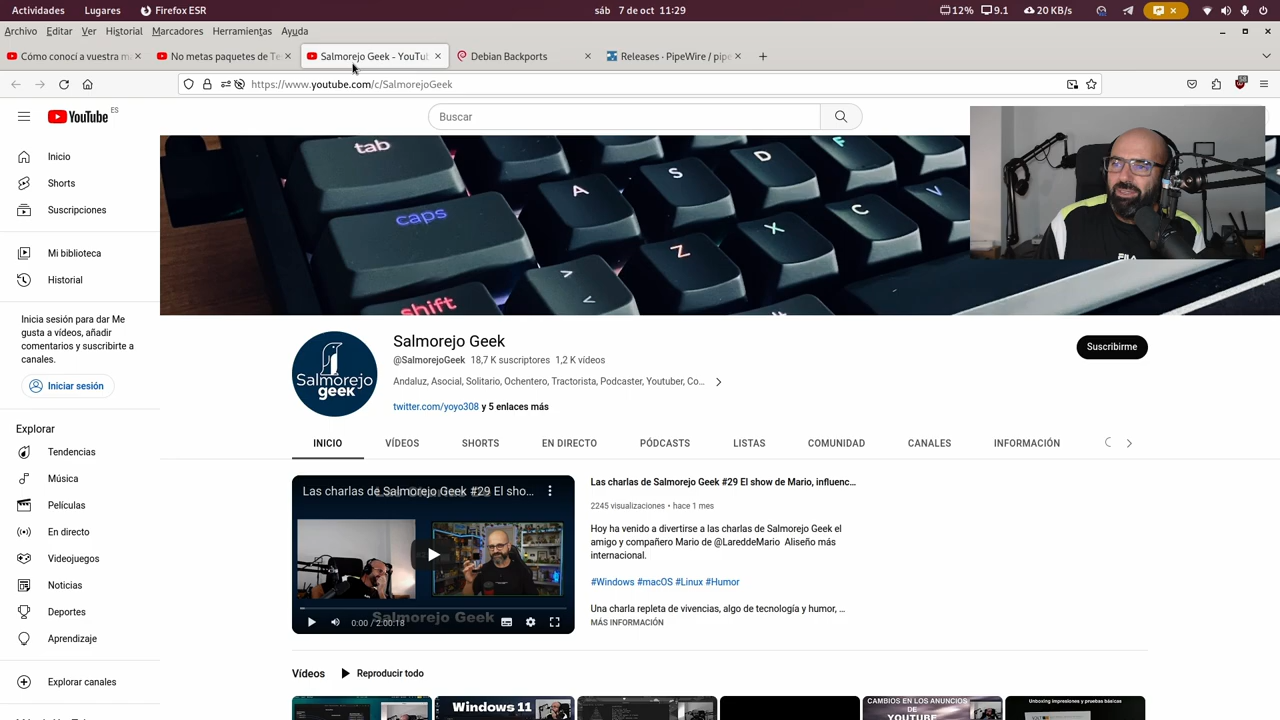 Actividades Lugares Firefox ESR sáb 7 de oct 11:29 12% 9.1 20 KB/s
Archivo Editar Ver Historial Marcadores Herramientas Ayuda
Cómo conocí a vuestra m No metas paquetes de Te Salmorejo Geek - YouTu Debian Backports Releases · PipeWire / pipe
https://www.youtube.com/c/SalmorejoGeek
YouTube ES
Buscar
tab
caps
shift
A
S
D
F
Z
X
C
V
>
<
FILA
Inicio
Shorts
Suscripciones
Mi biblioteca
Historial
Inicia sesión para dar Me
gusta a vídeos, añadir
comentarios y suscribirte a
canales.
Iniciar sesión
Explorar
Tendencias
Música
Películas
En directo
Videojuegos
Noticias
Deportes
Aprendizaje
Explorar canales
Salmorejo
geek
Salmorejo Geek
@SalmorejoGeek 18,7 K suscriptores 1,2 K vídeos
Andaluz, Asocial, Solitario, Ochentero, Tractorista, Podcaster, Youtuber, Co...
twitter.com/yoyo308 y 5 enlaces más
Suscribirme
INICIO VÍDEOS SHORTS EN DIRECTO PÓDCASTS LISTAS COMUNIDAD CANALES INFORMACIÓN
Las charlas de Salmorejo Geek #29 El sho...
Salmorejo Geek
0:00 / 2:00:18
Las charlas de Salmorejo Geek #29 El show de Mario, influenc...
2245 visualizaciones • hace 1 mes
Hoy ha venido a divertirse a las charlas de Salmorejo Geek el
amigo y compañero Mario de @LareddeMario Aliseño más
internacional.
#Windows #macOS #Linux #Humor
Una charla repleta de vivencias, algo de tecnología y humor, ...
MÁS INFORMACIÓN
Vídeos Reproducir todo
Windows 11
CAMBIOS EN LOS ANUNCIOS
DE
YOUTUBE
Unboxing impresiones y pruebas básicas